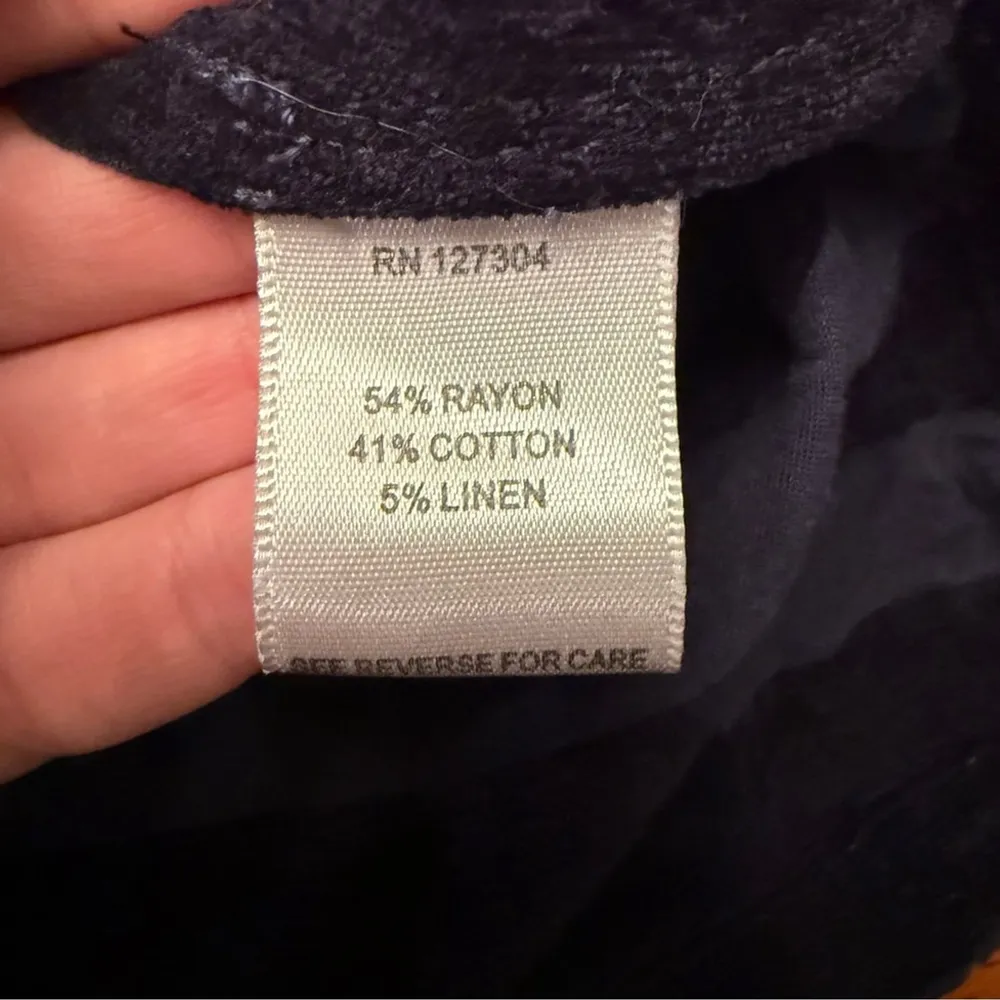 RN 127304
54% RAYON
41% COTTON
5% LINEN
SEE REVERSE FOR CARE